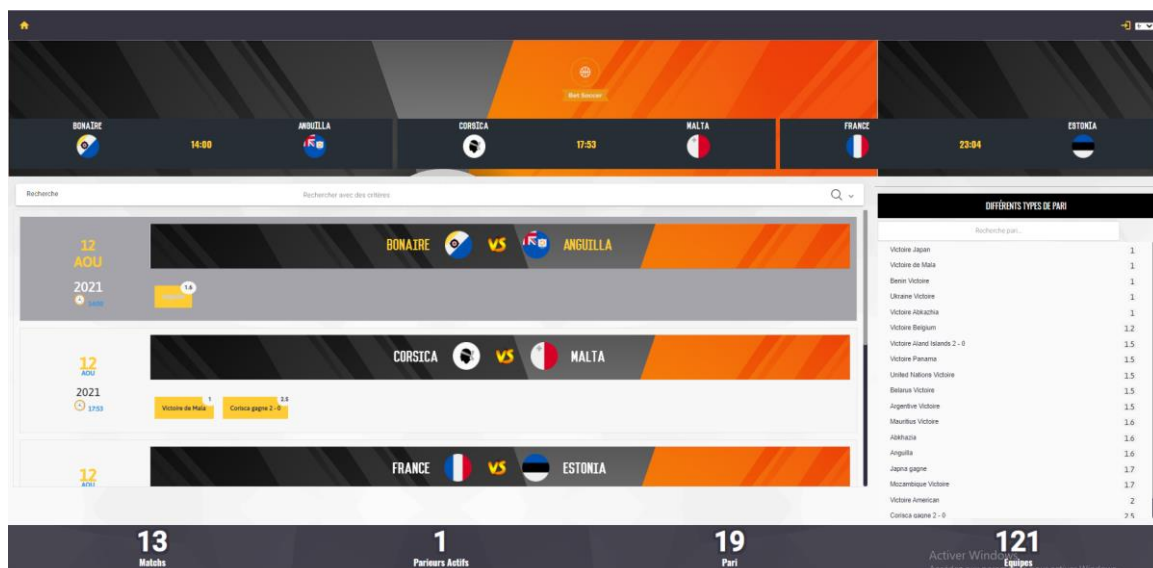 Bet Soccer
BONAIRE 14:00 ANGUILLA
CORSICA 17:53 MALTA
FRANCE 23:04 ESTONIA
Recherche Rechercher avec des critères
12
AOU
2021
BONAIRE VS ANGUILLA
1.6
12
AOU
2021
17:53
CORSICA VS MALTA
Victoire de Mala 1
Corisca gagne 2 - 0 2.5
12
AOU
FRANCE VS ESTONIA
DIFFÉRENTS TYPES DE PARI
Recherche pari...
Victoire Japan 1
Victoire de Mala 1
Benin Victoire 1
Ukraine Victoire 1
Victoire Abkazhia 1
Victoire Belgium 1.2
Victoire Aland Islands 2 - 0 1.5
Victoire Panama 1.5
United Nations Victoire 1.5
Belarus Victoire 1.5
Argentive Victoire 1.5
Mauritius Victoire 1.6
Abkhazia 1.6
Anguilla 1.6
Japna gagne 1.7
Mozambique Victoire 1.7
Victoire American 2
Corisca gagne 2 - 0 2.5
13
Matchs
1
Parieurs Actifs
19
Pari
121
Équipes
Activer Windows